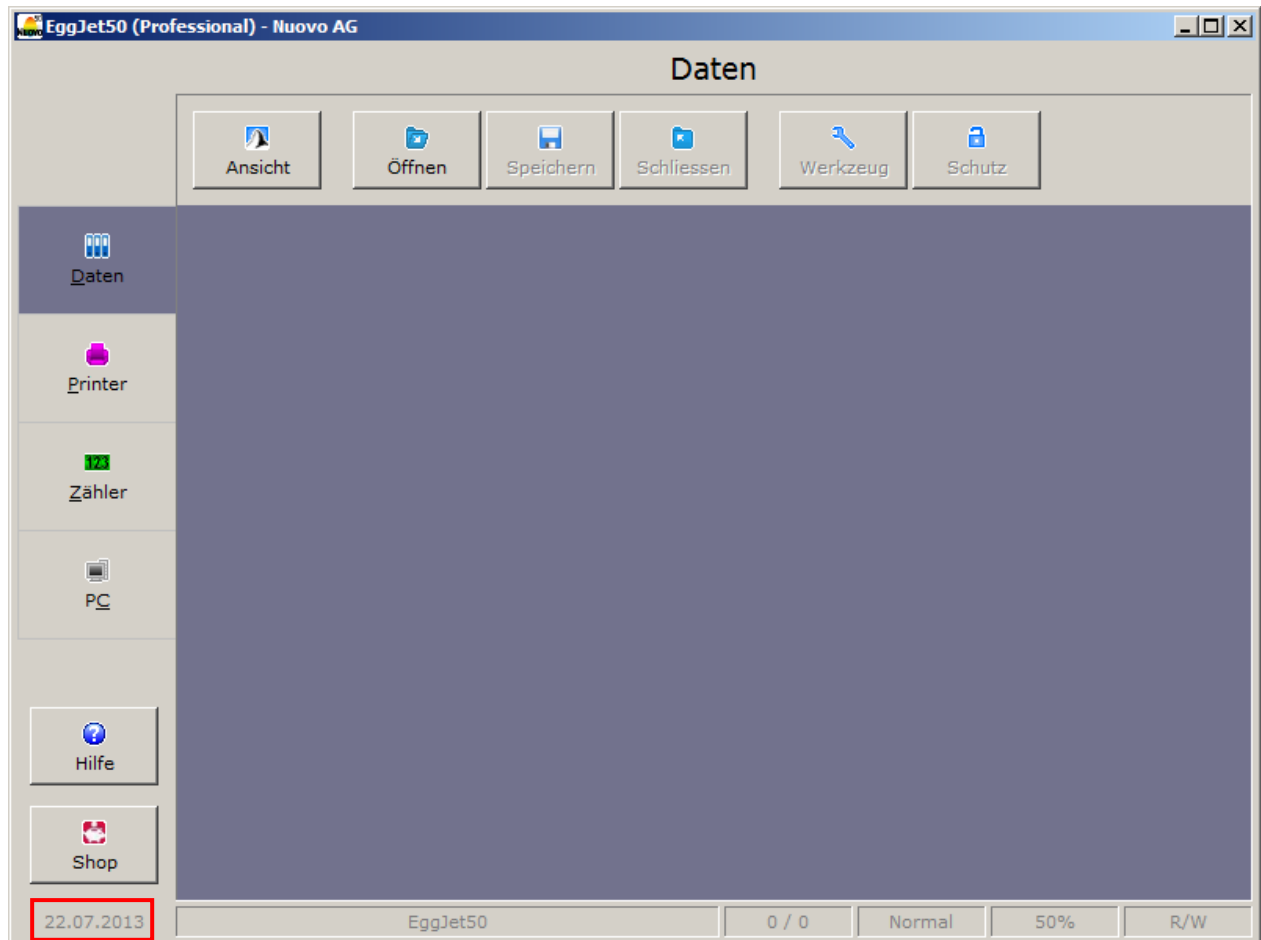 EggJet50 (Professional) - Nuovo AG
Daten
Ansicht
Öffnen
Speichern
Schliessen
Werkzeug
Schutz
Daten
Printer
123
Zähler
PC
Hilfe
Shop
22.07.2013
EggJet50
0 / 0
Normal
50%
R/W